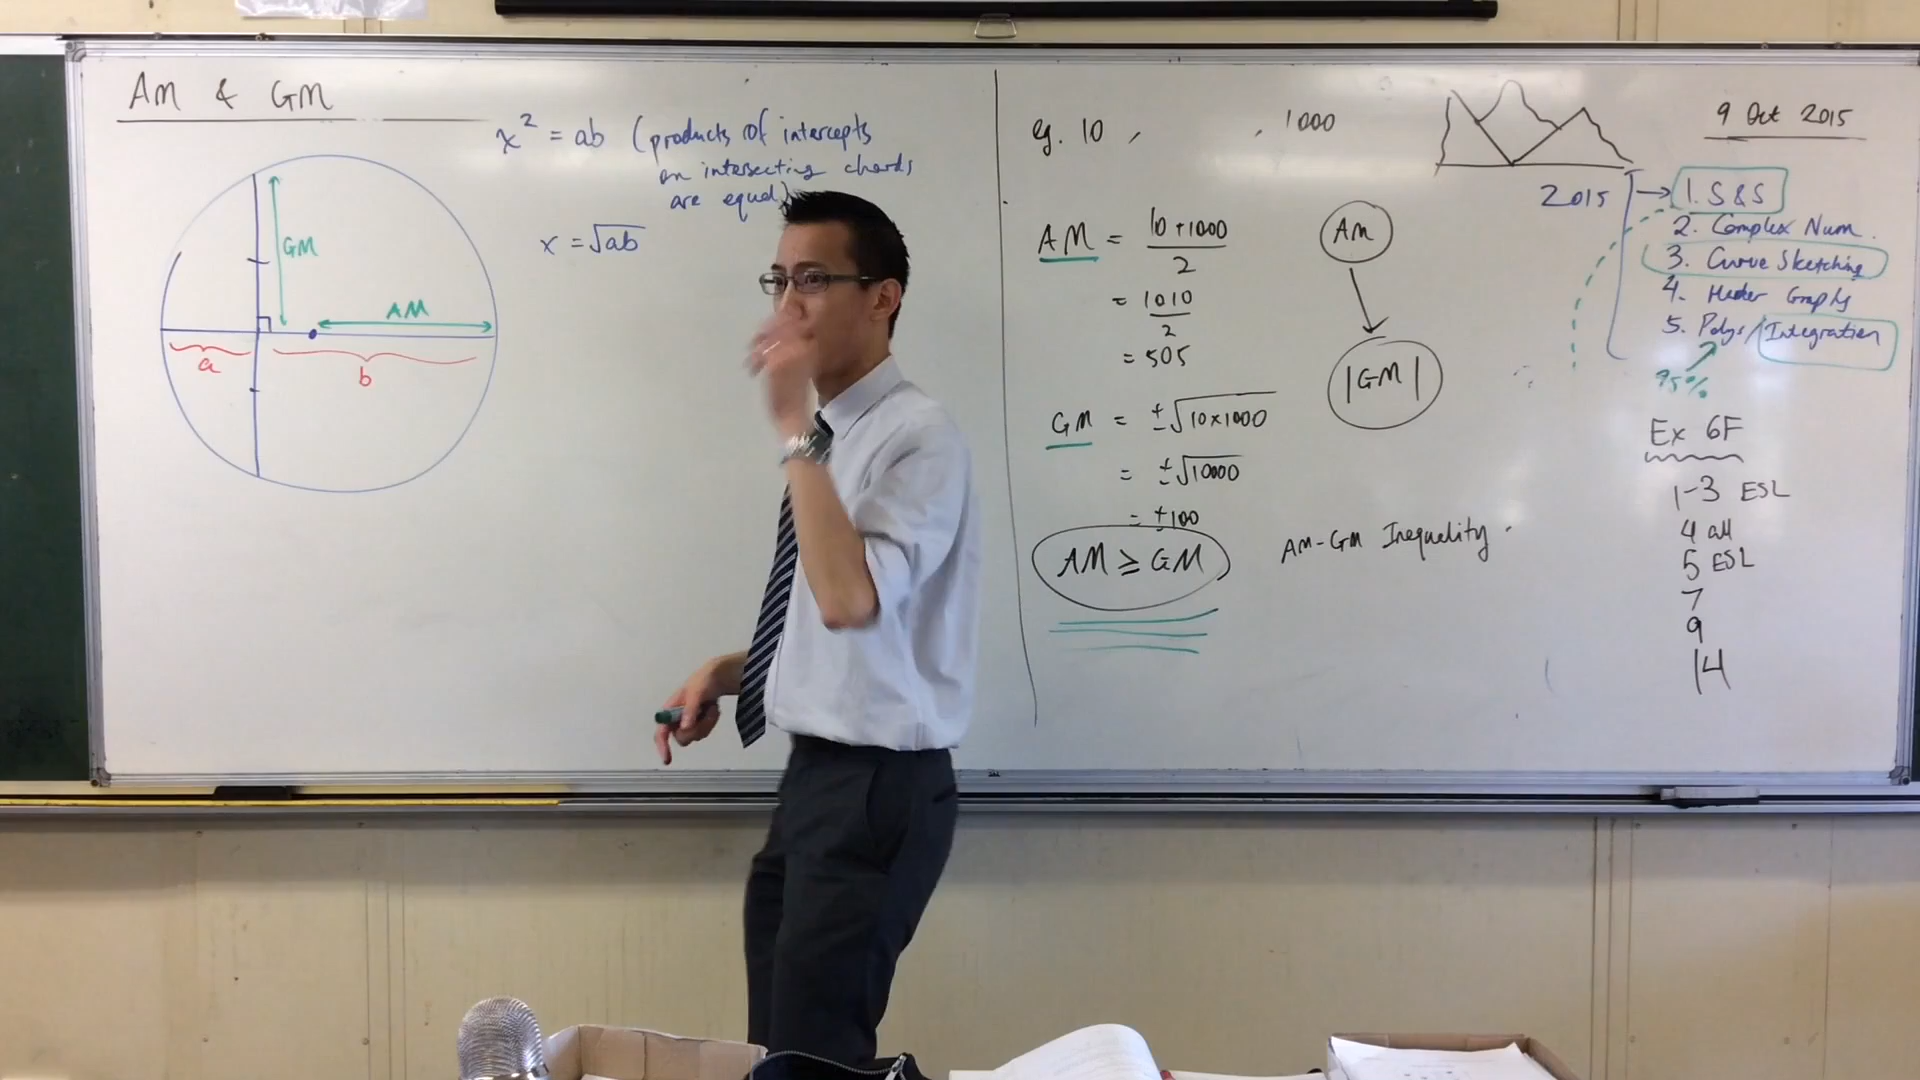 AM & GM
x² = ab (products of intercepts
on intersecting chords
are equal)
x = √ab
GM
AM
a
b
eg. 10 , , 1000
AM = 10 + 1000
2
= 1010
2
= 505
GM = ±√10×1000
= ±√10000
= ±100
AM ≥ GM
AM
|GM|
AM-GM Inequality
9 Oct 2015
2015
1. S & S
2. Complex Num.
3. Curve Sketching
4. Harder Graphs
5. Polys / Integration
95%
Ex 6F
1-3 ESL
4 all
5 ESL
7
9
14